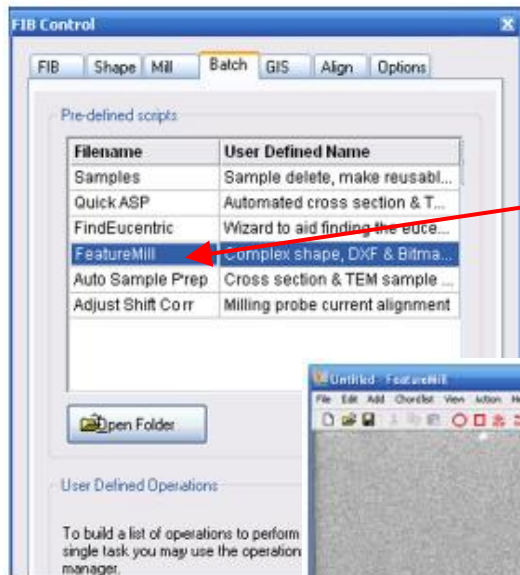 FIB Control
FIB Shape Mill Batch GIS Align Options
Pre-defined scripts
Filename User Defined Name
Samples Sample delete, make reusabl...
Quick ASP Automated cross section & T...
FindEucentric Wizard to aid finding the euce...
FeatureMill Complex shape, DXF & Bitma...
Auto Sample Prep Cross section & TEM sample ...
Adjust Shift Corr Milling probe current alignment
Untitled - FeatureMill
File Edit Add Chordlist View Action
Open Folder
User Defined Operations
To build a list of operations to perform
single task you may use the operation
manager.